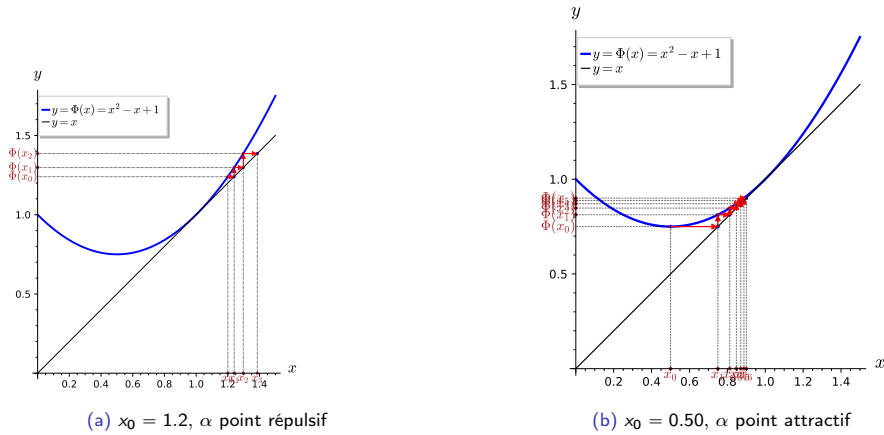 y
y = Φ(x) = x² − x + 1
y = x
1.5
Φ(x₂)
Φ(x₁)
Φ(x₀)
1.0
0.5
x₂
x₃
x
0.2 0.4 0.6 0.8 1.0 1.2 1.4
(a) x₀ = 1.2, α point répulsif
y
y = Φ(x) = x² − x + 1
y = x
1.5
1.0
Φ(x₀)
0.5
x₀
x
0.2 0.4 0.6 0.8 1.0 1.2 1.4
(b) x₀ = 0.50, α point attractif